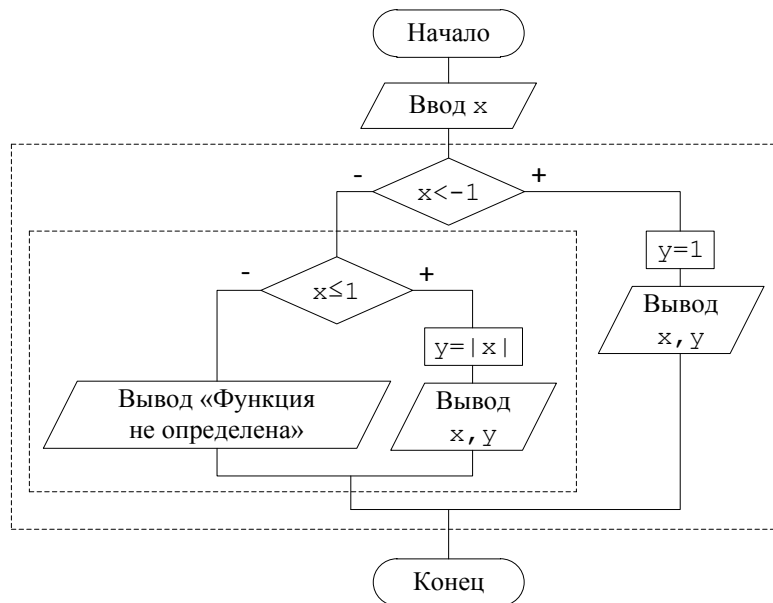 Начало
Ввод x
- +
x<-1
y=1
- +
x≤1
Вывод
x,y
y=|x|
Вывод «Функция
не определена»
Вывод
x,y
Конец